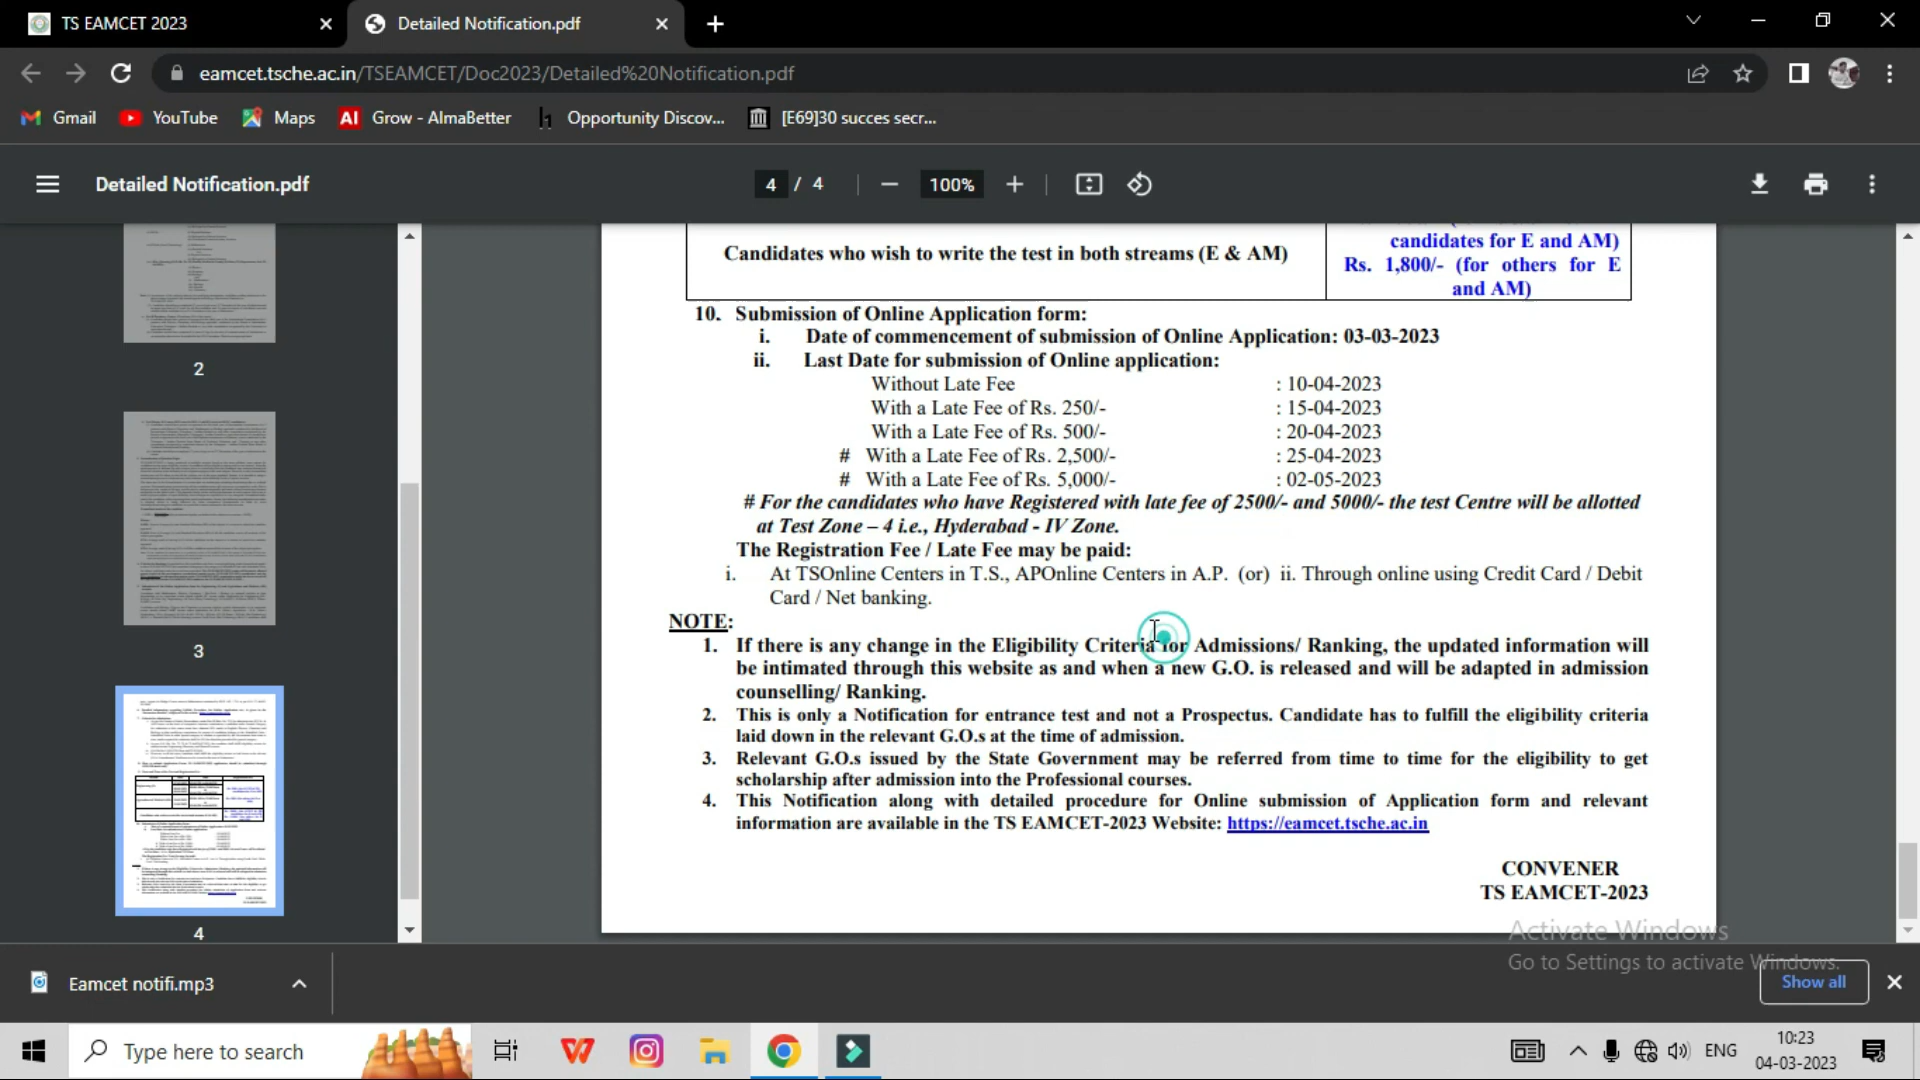 TS EAMCET 2023
Detailed Notification.pdf
eamcet.tsche.ac.in/TSEAMCET/Doc2023/Detailed%20Notification.pdf
Gmail
YouTube
Maps
Grow - AlmaBetter
Opportunity Discov...
[E69]30 succes secr...
Detailed Notification.pdf
4 / 4
100%
2
3
4
Candidates who wish to write the test in both streams (E & AM)
candidates for E and AM)
Rs. 1,800/- (for others for E
and AM)
10. Submission of Online Application form:
i. Date of commencement of submission of Online Application: 03-03-2023
ii. Last Date for submission of Online application:
Without Late Fee : 10-04-2023
With a Late Fee of Rs. 250/- : 15-04-2023
With a Late Fee of Rs. 500/- : 20-04-2023
# With a Late Fee of Rs. 2,500/- : 25-04-2023
# With a Late Fee of Rs. 5,000/- : 02-05-2023
# For the candidates who have Registered with late fee of 2500/- and 5000/- the test Centre will be allotted
at Test Zone – 4 i.e., Hyderabad - IV Zone.
The Registration Fee / Late Fee may be paid:
i. At TSOnline Centers in T.S., APOnline Centers in A.P. (or) ii. Through online using Credit Card / Debit
Card / Net banking.
NOTE:
1. If there is any change in the Eligibility Criteria for Admissions/ Ranking, the updated information will
be intimated through this website as and when a new G.O. is released and will be adapted in admission
counselling/ Ranking.
2. This is only a Notification for entrance test and not a Prospectus. Candidate has to fulfill the eligibility criteria
laid down in the relevant G.O.s at the time of admission.
3. Relevant G.O.s issued by the State Government may be referred from time to time for the eligibility to get
scholarship after admission into the Professional courses.
4. This Notification along with detailed procedure for Online submission of Application form and relevant
information are available in the TS EAMCET-2023 Website: https://eamcet.tsche.ac.in
CONVENER
TS EAMCET-2023
Activate Windows
Go to Settings to activate Windows.
Eamcet notifi.mp3
Show all
Type here to search
ENG
10:23
04-03-2023